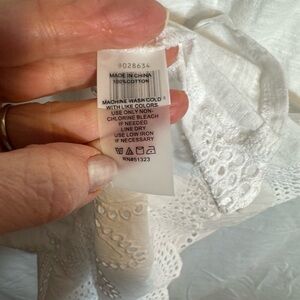 9028634
MADE IN CHINA
100%COTTON
MACHINE WASH COLD
WITH LIKE COLORS
USE ONLY NON-
CHLORINE BLEACH
IF NEEDED
LINE DRY
USE LOW IRON
IF NECESSARY
RN#51323